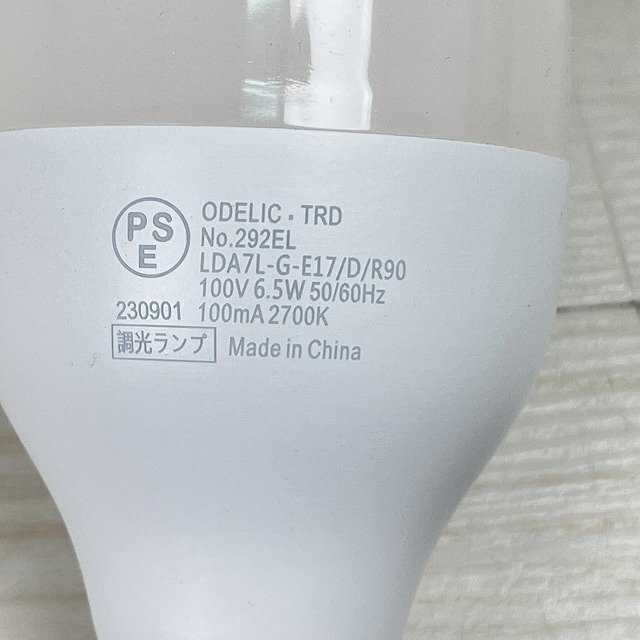 PS
E
ODELIC・TRD
No.292EL
LDA7L-G-E17/D/R90
100V 6.5W 50/60Hz
230901 100mA 2700K
調光ランプ Made in China